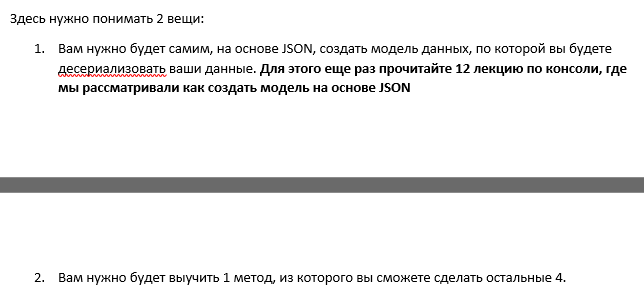 Здесь нужно понимать 2 вещи:
1. Вам нужно будет самим, на основе JSON, создать модель данных, по которой вы будете
десериализовать ваши данные. Для этого еще раз прочитайте 12 лекцию по консоли, где
мы рассматривали как создать модель на основе JSON
2. Вам нужно будет выучить 1 метод, из которого вы сможете сделать остальные 4.